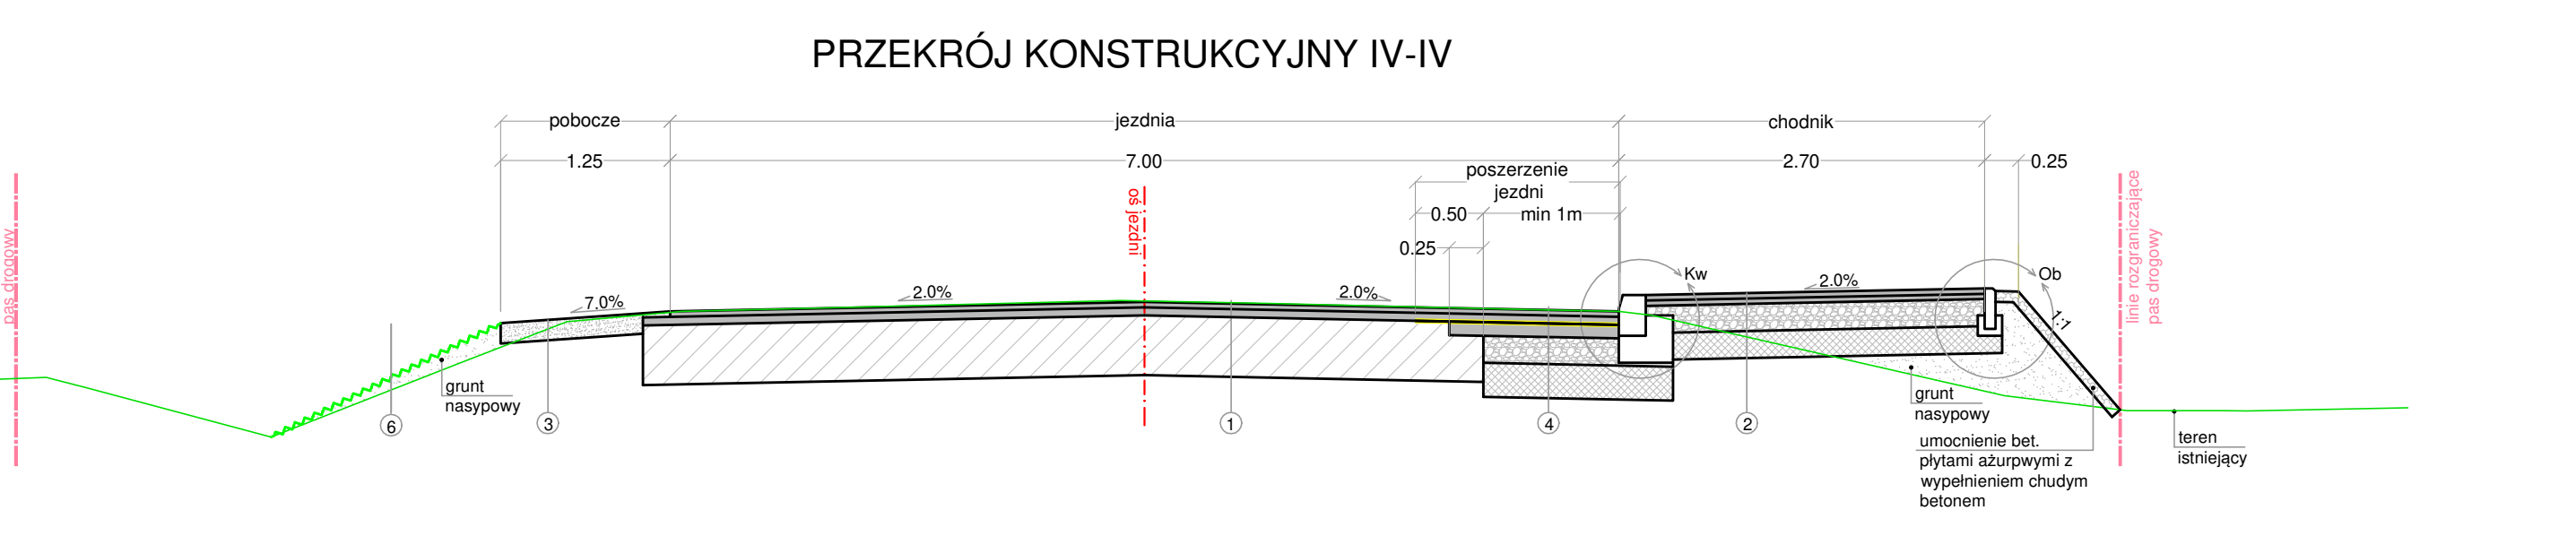 PRZEKRÓJ KONSTRUKCYJNY IV-IV
pobocze
jezdnia
chodnik
1.25
7.00
2.70
0.25
poszerzenie
jezdni
0.50
min 1m
0.25
oś jezdni
pas drogowy
linie rozgraniczające
pas drogowy
7.0%
2.0%
2.0%
2.0%
Kw
Ob
1:1
grunt
nasypowy
6
3
1
4
2
grunt
nasypowy
umocnienie bet.
płytami ażurpwymi z
wypełnieniem chudym
betonem
teren
istniejący